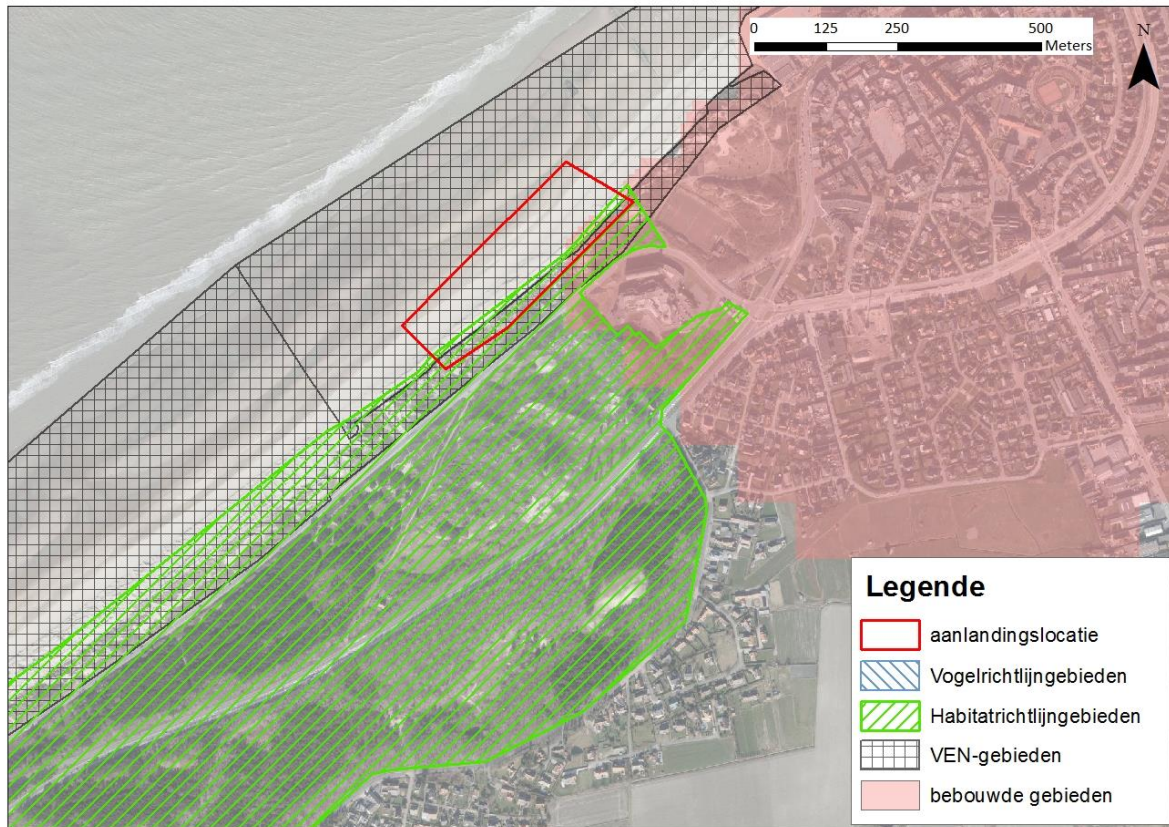 0 125 250 500
Meters
N
Legende
aanlandingslocatie
Vogelrichtlijngebieden
Habitatrichtlijngebieden
VEN-gebieden
bebouwde gebieden